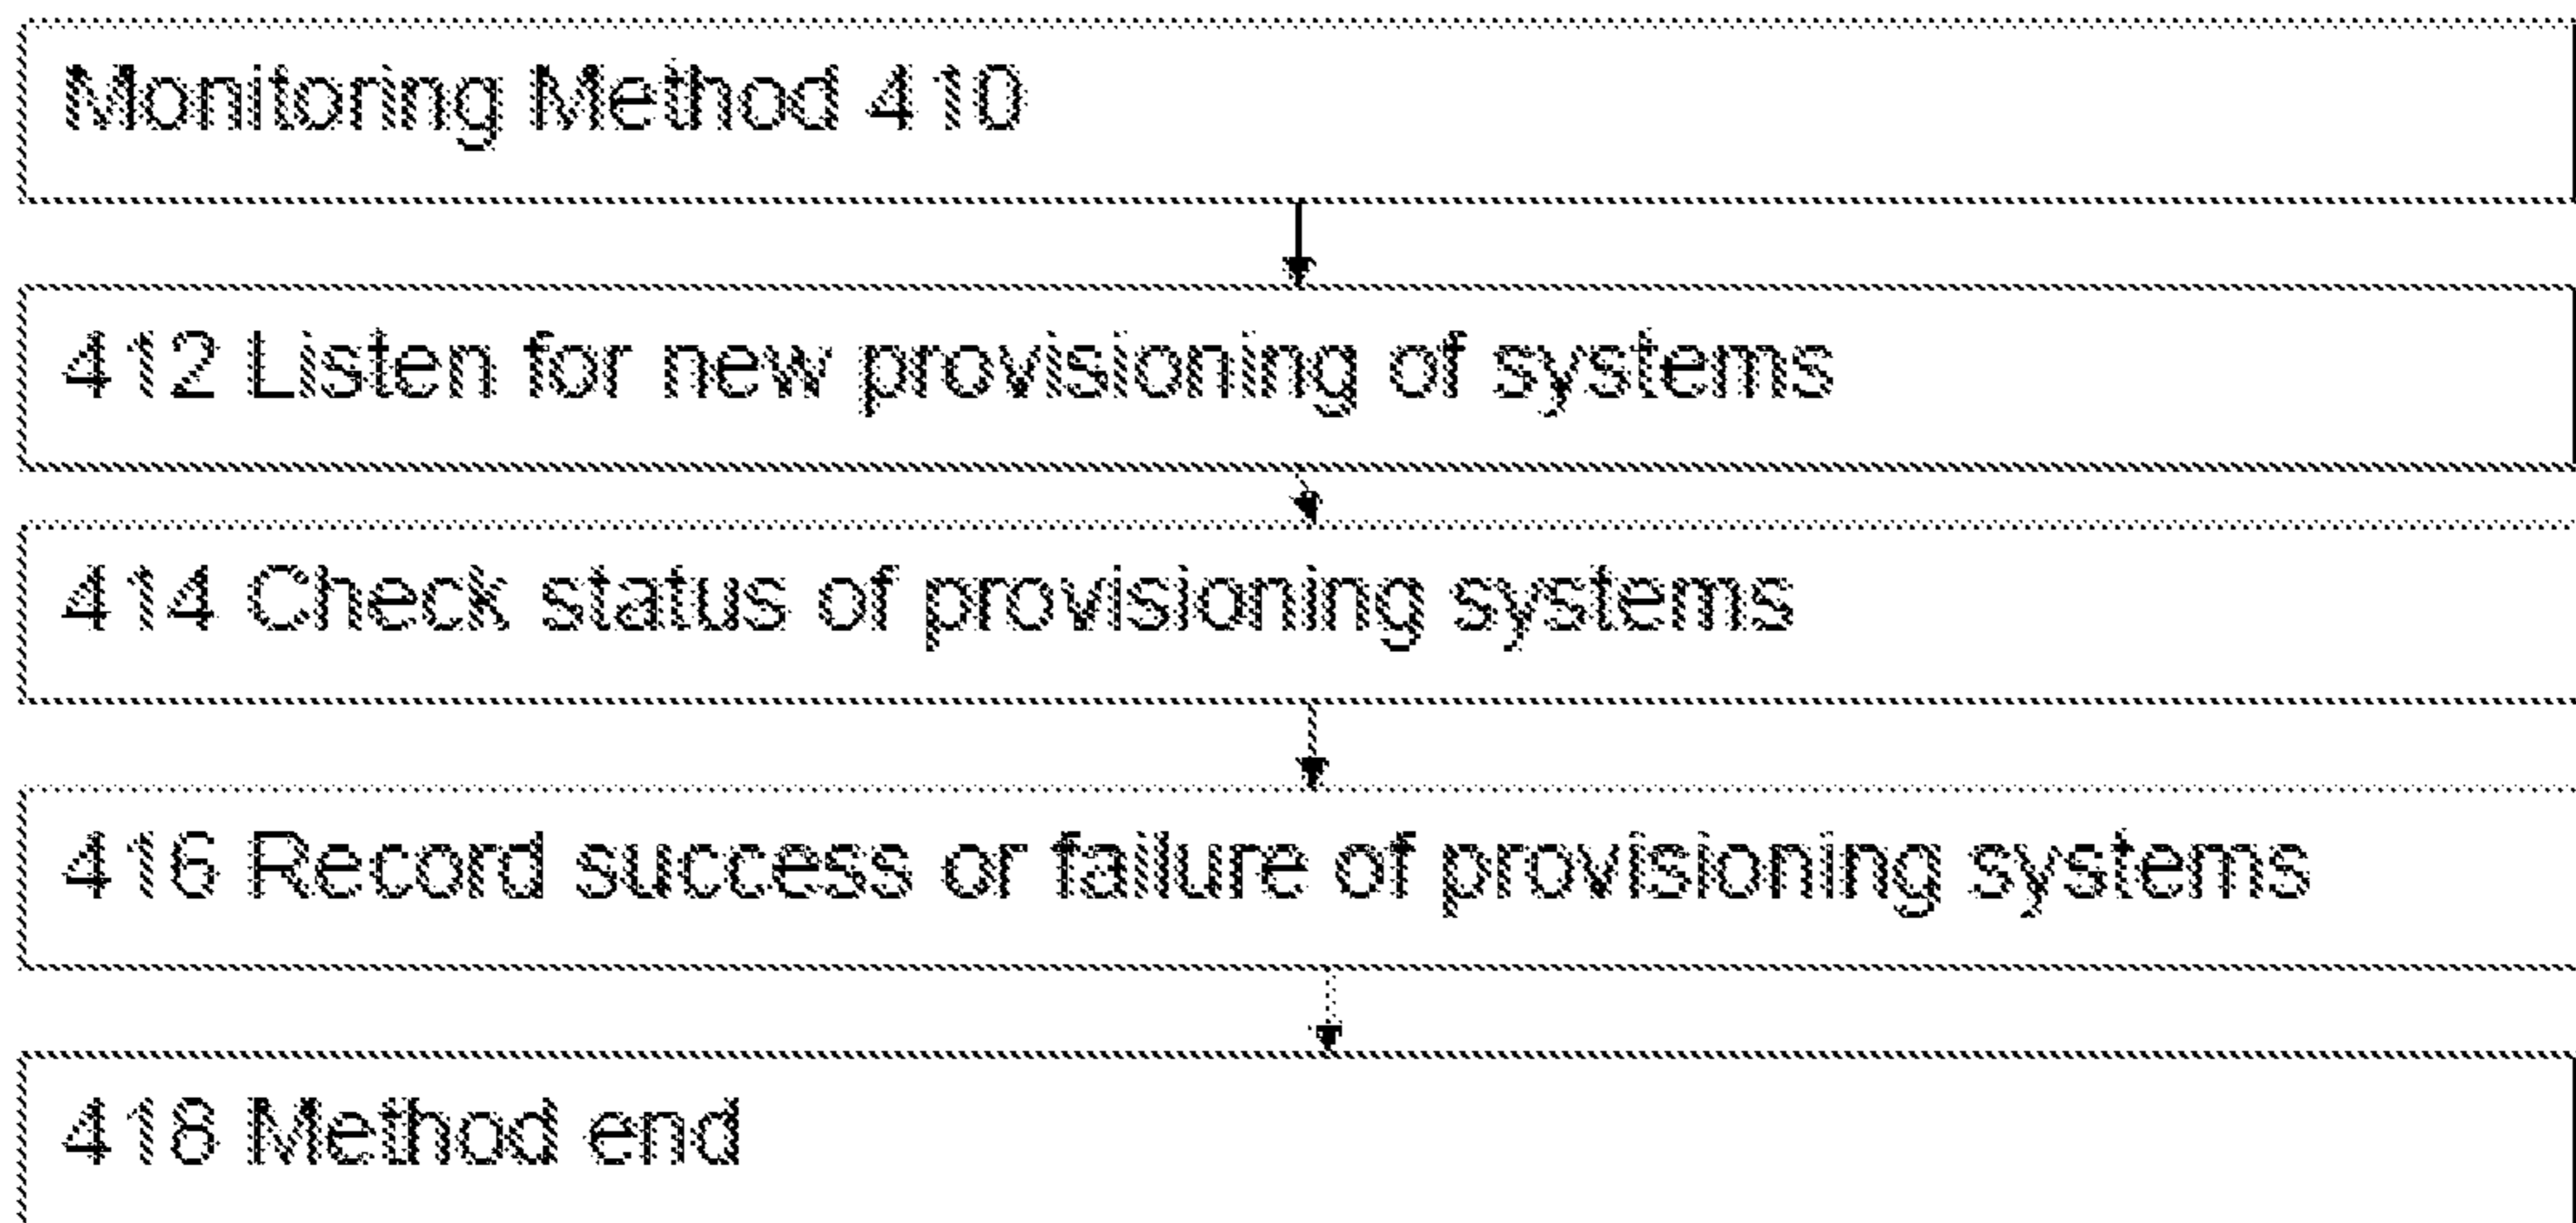 Monitoring Method 410
412 Listen for new provisioning of systems
414 Check status of provisioning systems
416 Record success or failure of provisioning systems
418 Method end